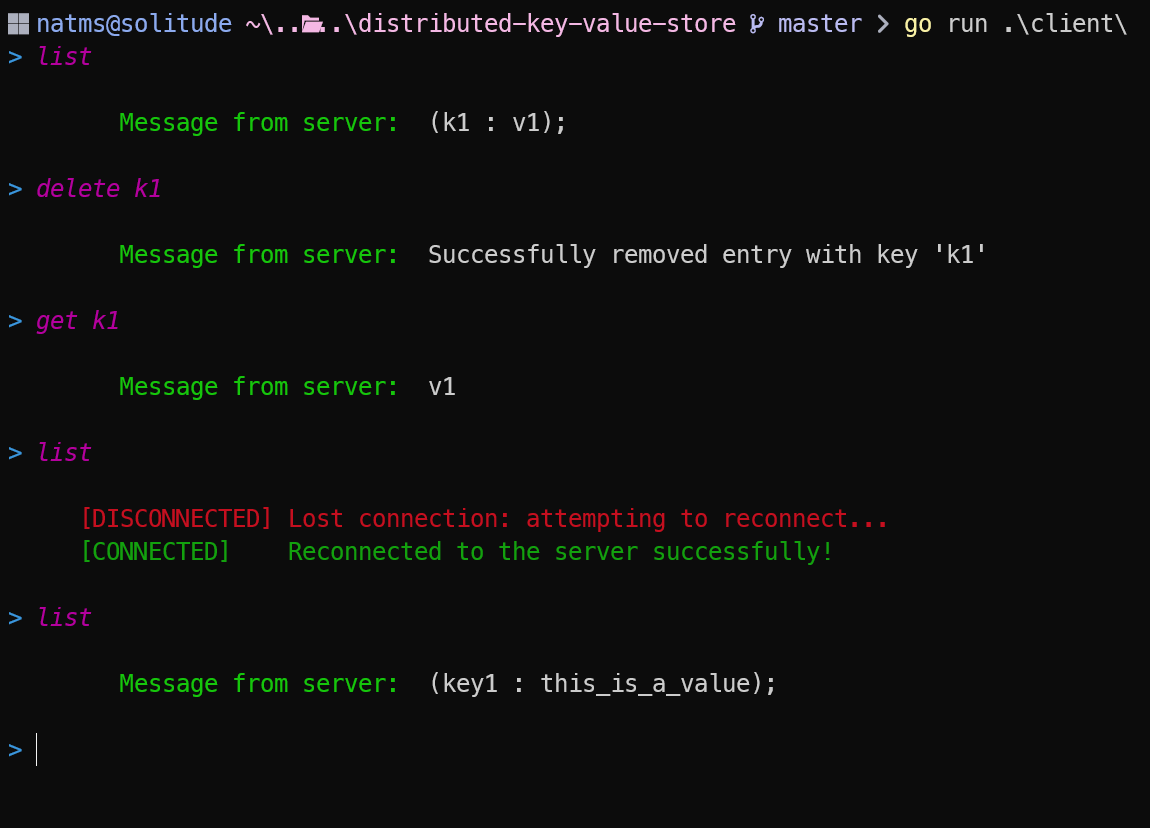 natms@solitude ~\....\distributed-key-value-store master > go run .\client\
> list
Message from server: (k1 : v1);
> delete k1
Message from server: Successfully removed entry with key 'k1'
> get k1
Message from server: v1
> list
[DISCONNECTED] Lost connection: attempting to reconnect...
[CONNECTED] Reconnected to the server successfully!
> list
Message from server: (key1 : this_is_a_value);
>